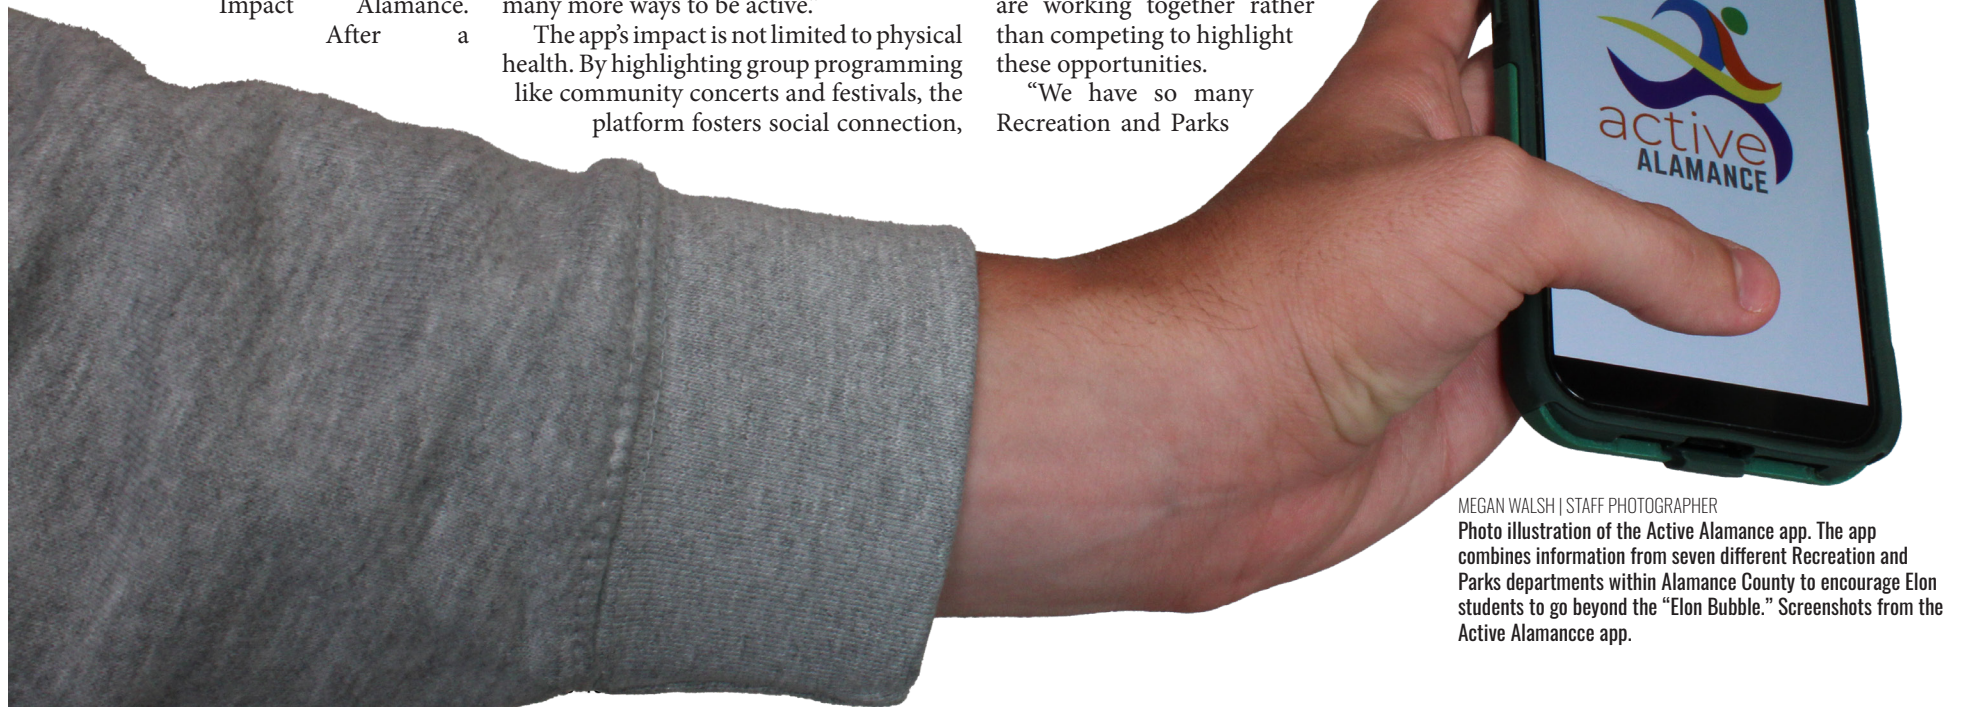 Impact Alamance.
After a
many more ways to be active.”
The app’s impact is not limited to physical
health. By highlighting group programming
like community concerts and festivals, the
platform fosters social connection,
are working together rather
than competing to highlight
these opportunities.
“We have so many
Recreation and Parks
active
ALAMANCE
MEGAN WALSH | STAFF PHOTOGRAPHER
Photo illustration of the Active Alamance app. The app
combines information from seven different Recreation and
Parks departments within Alamance County to encourage Elon
students to go beyond the “Elon Bubble.” Screenshots from the
Active Alamancce app.